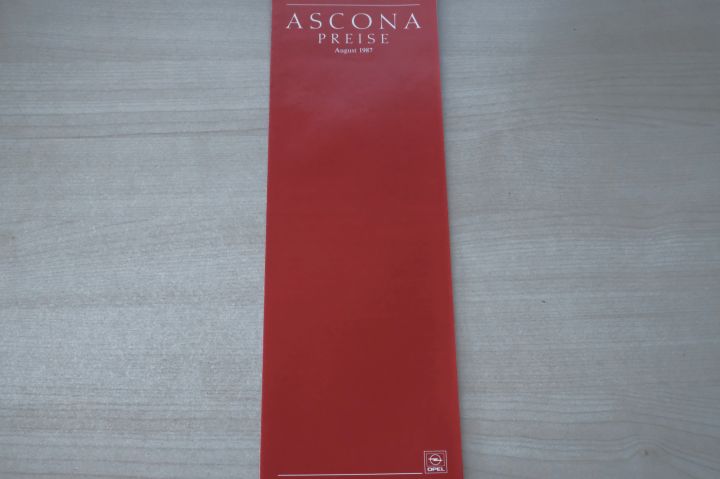 ASCONA
PREISE
August 1987
OPEL